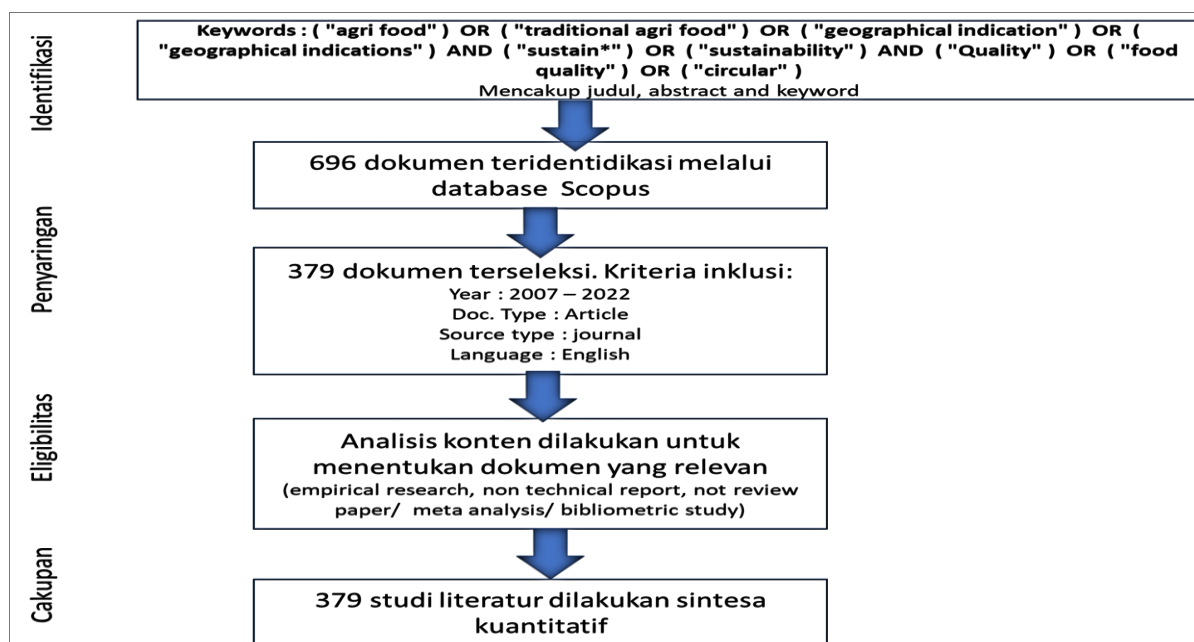 Identifikasi
Keywords : ( "agri food" ) OR ( "traditional agri food" ) OR ( "geographical indication" ) OR (
"geographical indications" ) AND ( "sustain*" ) OR ( "sustainability" ) AND ( "Quality" ) OR ( "food
quality" ) OR ( "circular" )
Mencakup judul, abstract and keyword
696 dokumen teridentidikasi melalui
database Scopus
Penyaringan
379 dokumen terseleksi. Kriteria inklusi:
Year : 2007 – 2022
Doc. Type : Article
Source type : journal
Language : English
Eligibilitas
Analisis konten dilakukan untuk
menentukan dokumen yang relevan
(empirical research, non technical report, not review
paper/ meta analysis/ bibliometric study)
Cakupan
379 studi literatur dilakukan sintesa
kuantitatif